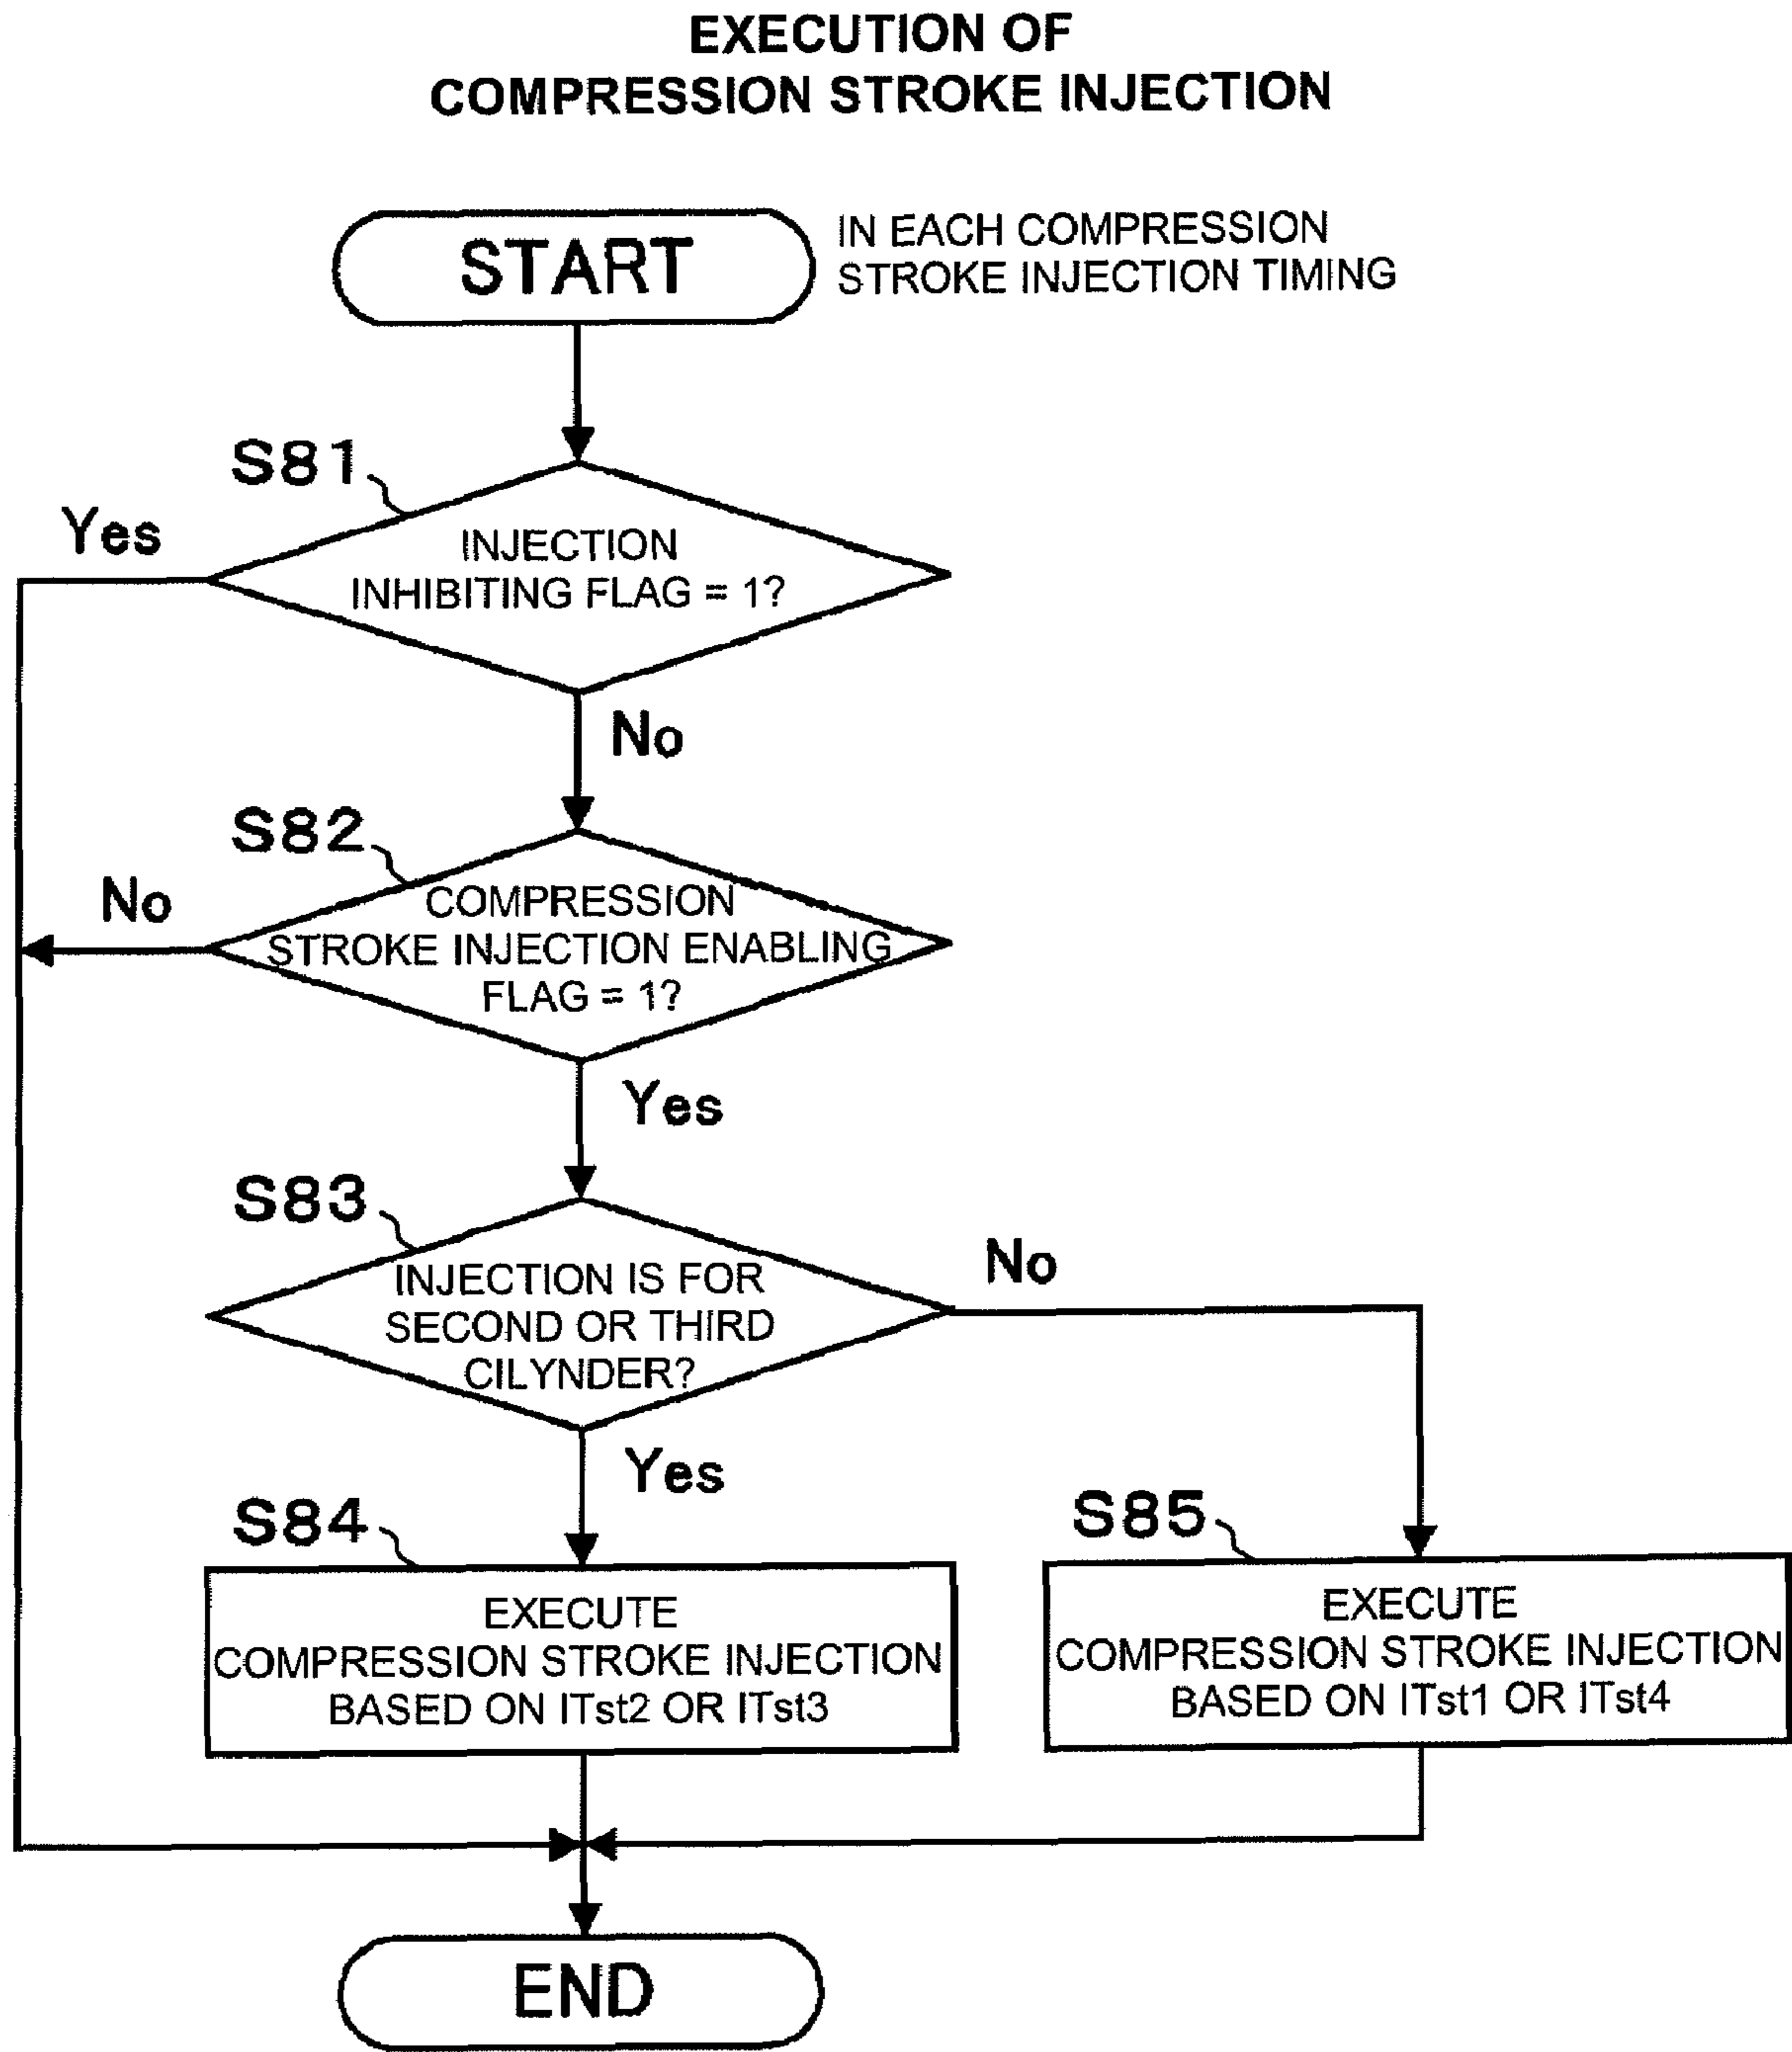 EXECUTION OF
COMPRESSION STROKE INJECTION
START
IN EACH COMPRESSION
STROKE INJECTION TIMING
S81
Yes
INJECTION
INHIBITING FLAG = 1?
No
S82
No
COMPRESSION
STROKE INJECTION ENABLING
FLAG = 1?
Yes
S83
No
INJECTION IS FOR
SECOND OR THIRD
CILYNDER?
Yes
S84
S85
EXECUTE
COMPRESSION STROKE INJECTION
BASED ON ITst2 OR ITst3
EXECUTE
COMPRESSION STROKE INJECTION
BASED ON ITst1 OR ITst4
END